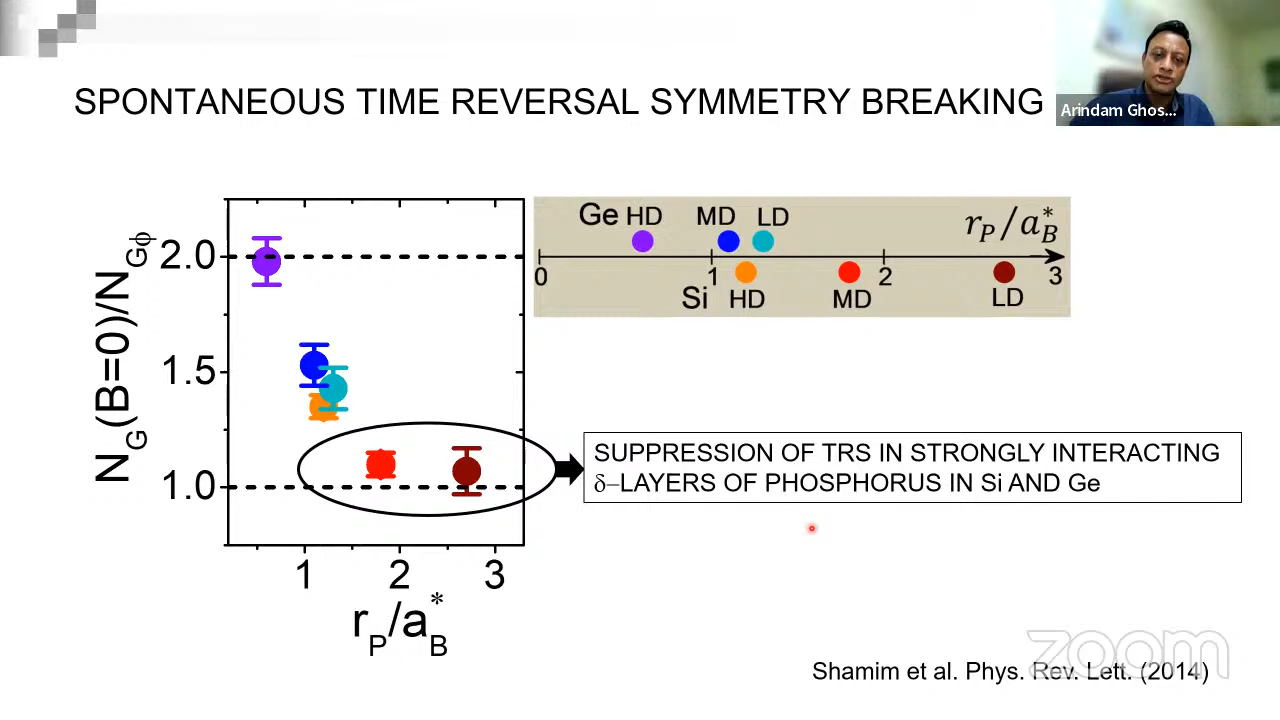 SPONTANEOUS TIME REVERSAL SYMMETRY BREAKING
Arindam Ghos...
N_G(B=0)/N_Gϕ
2.0
1.5
1.0
1 2 3
r_P/a_B^*
Ge HD MD LD r_P/a_B^*
0 1 2 3
Si HD MD LD
SUPPRESSION OF TRS IN STRONGLY INTERACTING
δ–LAYERS OF PHOSPHORUS IN Si AND Ge
zoom
Shamim et al. Phys. Rev. Lett. (2014)